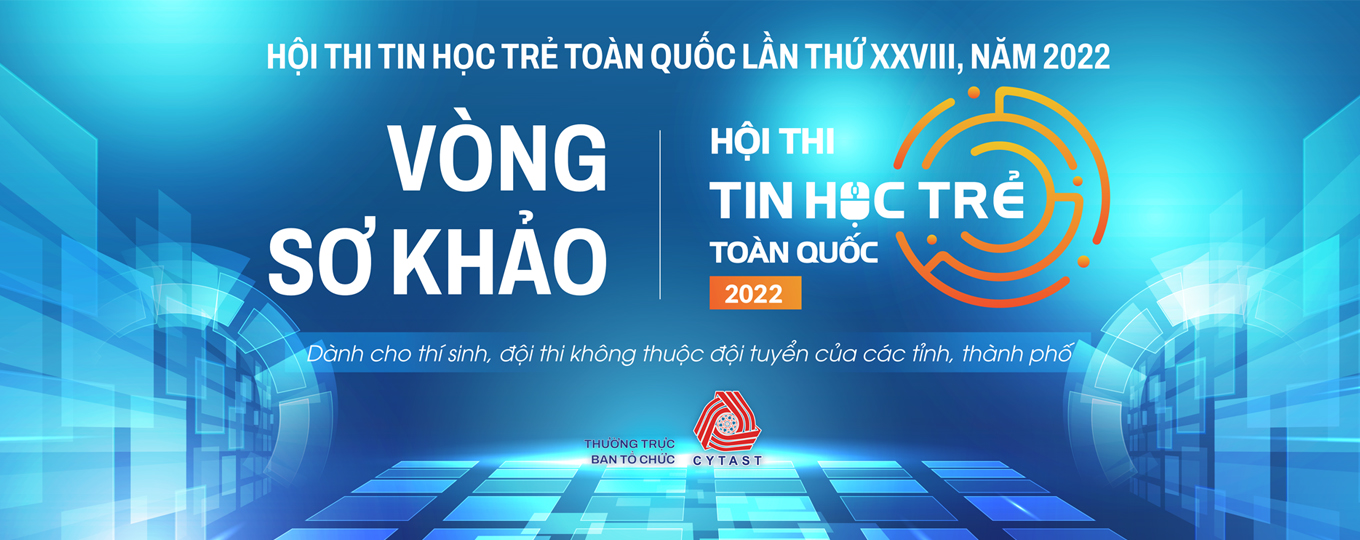 HỘI THI TIN HỌC TRẺ TOÀN QUỐC LẦN THỨ XXVIII, NĂM 2022
VÒNG
SƠ KHẢO
HỘI THI
TIN HỌC TRẺ
TOÀN QUỐC
2022
Dành cho thí sinh, đội thi không thuộc đội tuyển của các tỉnh, thành phố
THƯỜNG TRỰC
BAN TỔ CHỨC
CYTAST